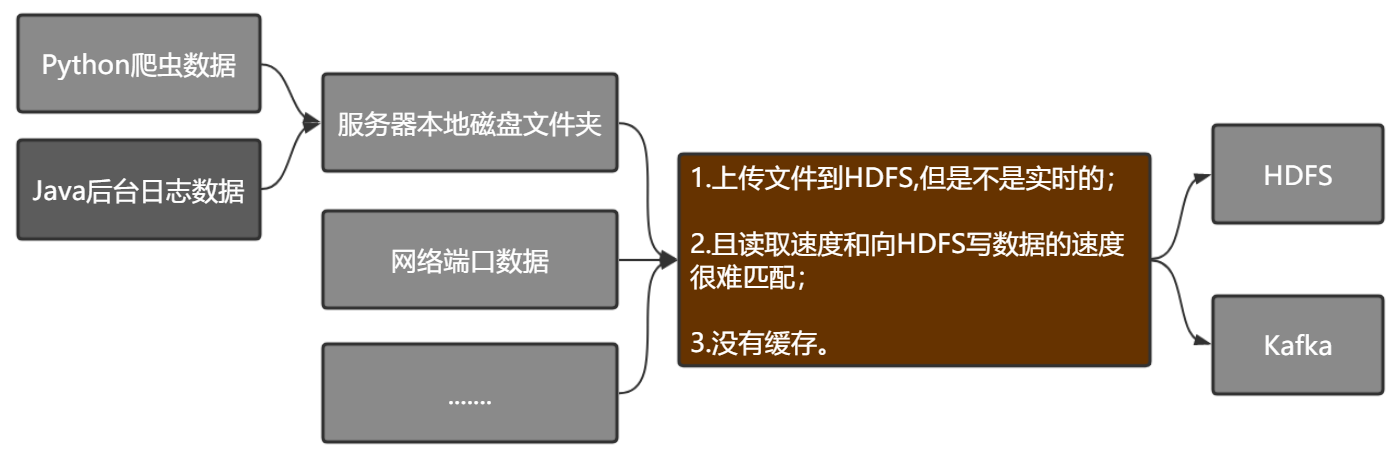 Python爬虫数据
Java后台日志数据
服务器本地磁盘文件夹
网络端口数据
.......
1.上传文件到HDFS,但是不是实时的；
2.且读取速度和向HDFS写数据的速度
很难匹配；
3.没有缓存。
HDFS
Kafka